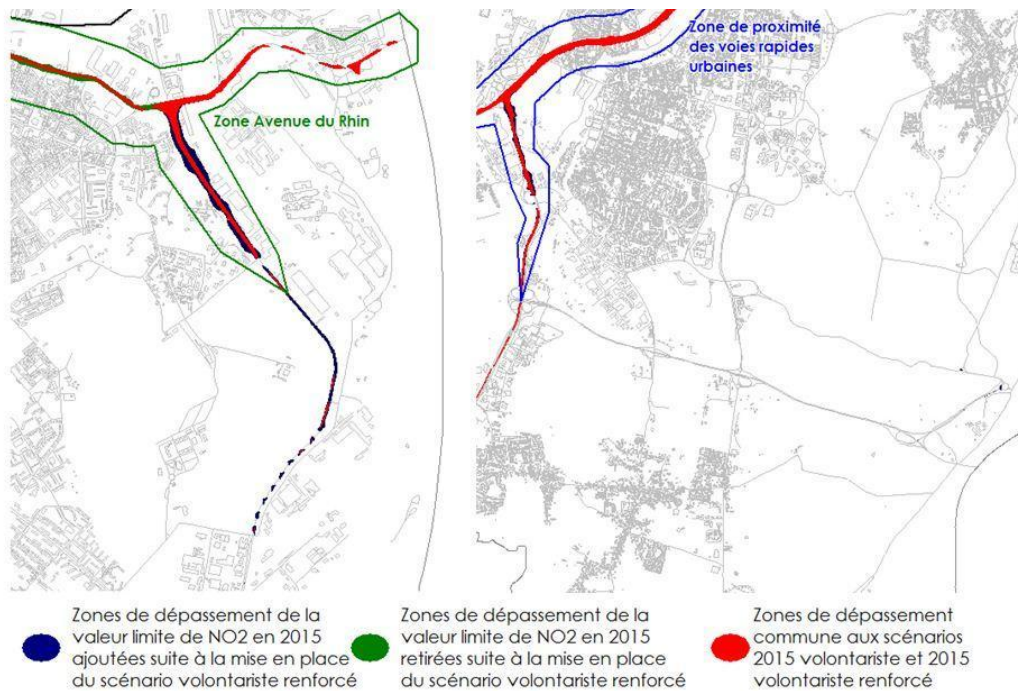 Zone Avenue du Rhin
Zone de proximité
des voies rapides
urbaines
Zones de dépassement de la
valeur limite de NO2 en 2015
ajoutées suite à la mise en place
du scénario volontariste renforcé
Zones de dépassement de la
valeur limite de NO2 en 2015
retirées suite à la mise en place
du scénario volontariste renforcé
Zones de dépassement
commune aux scénarios
2015 volontariste et 2015
volontariste renforcé